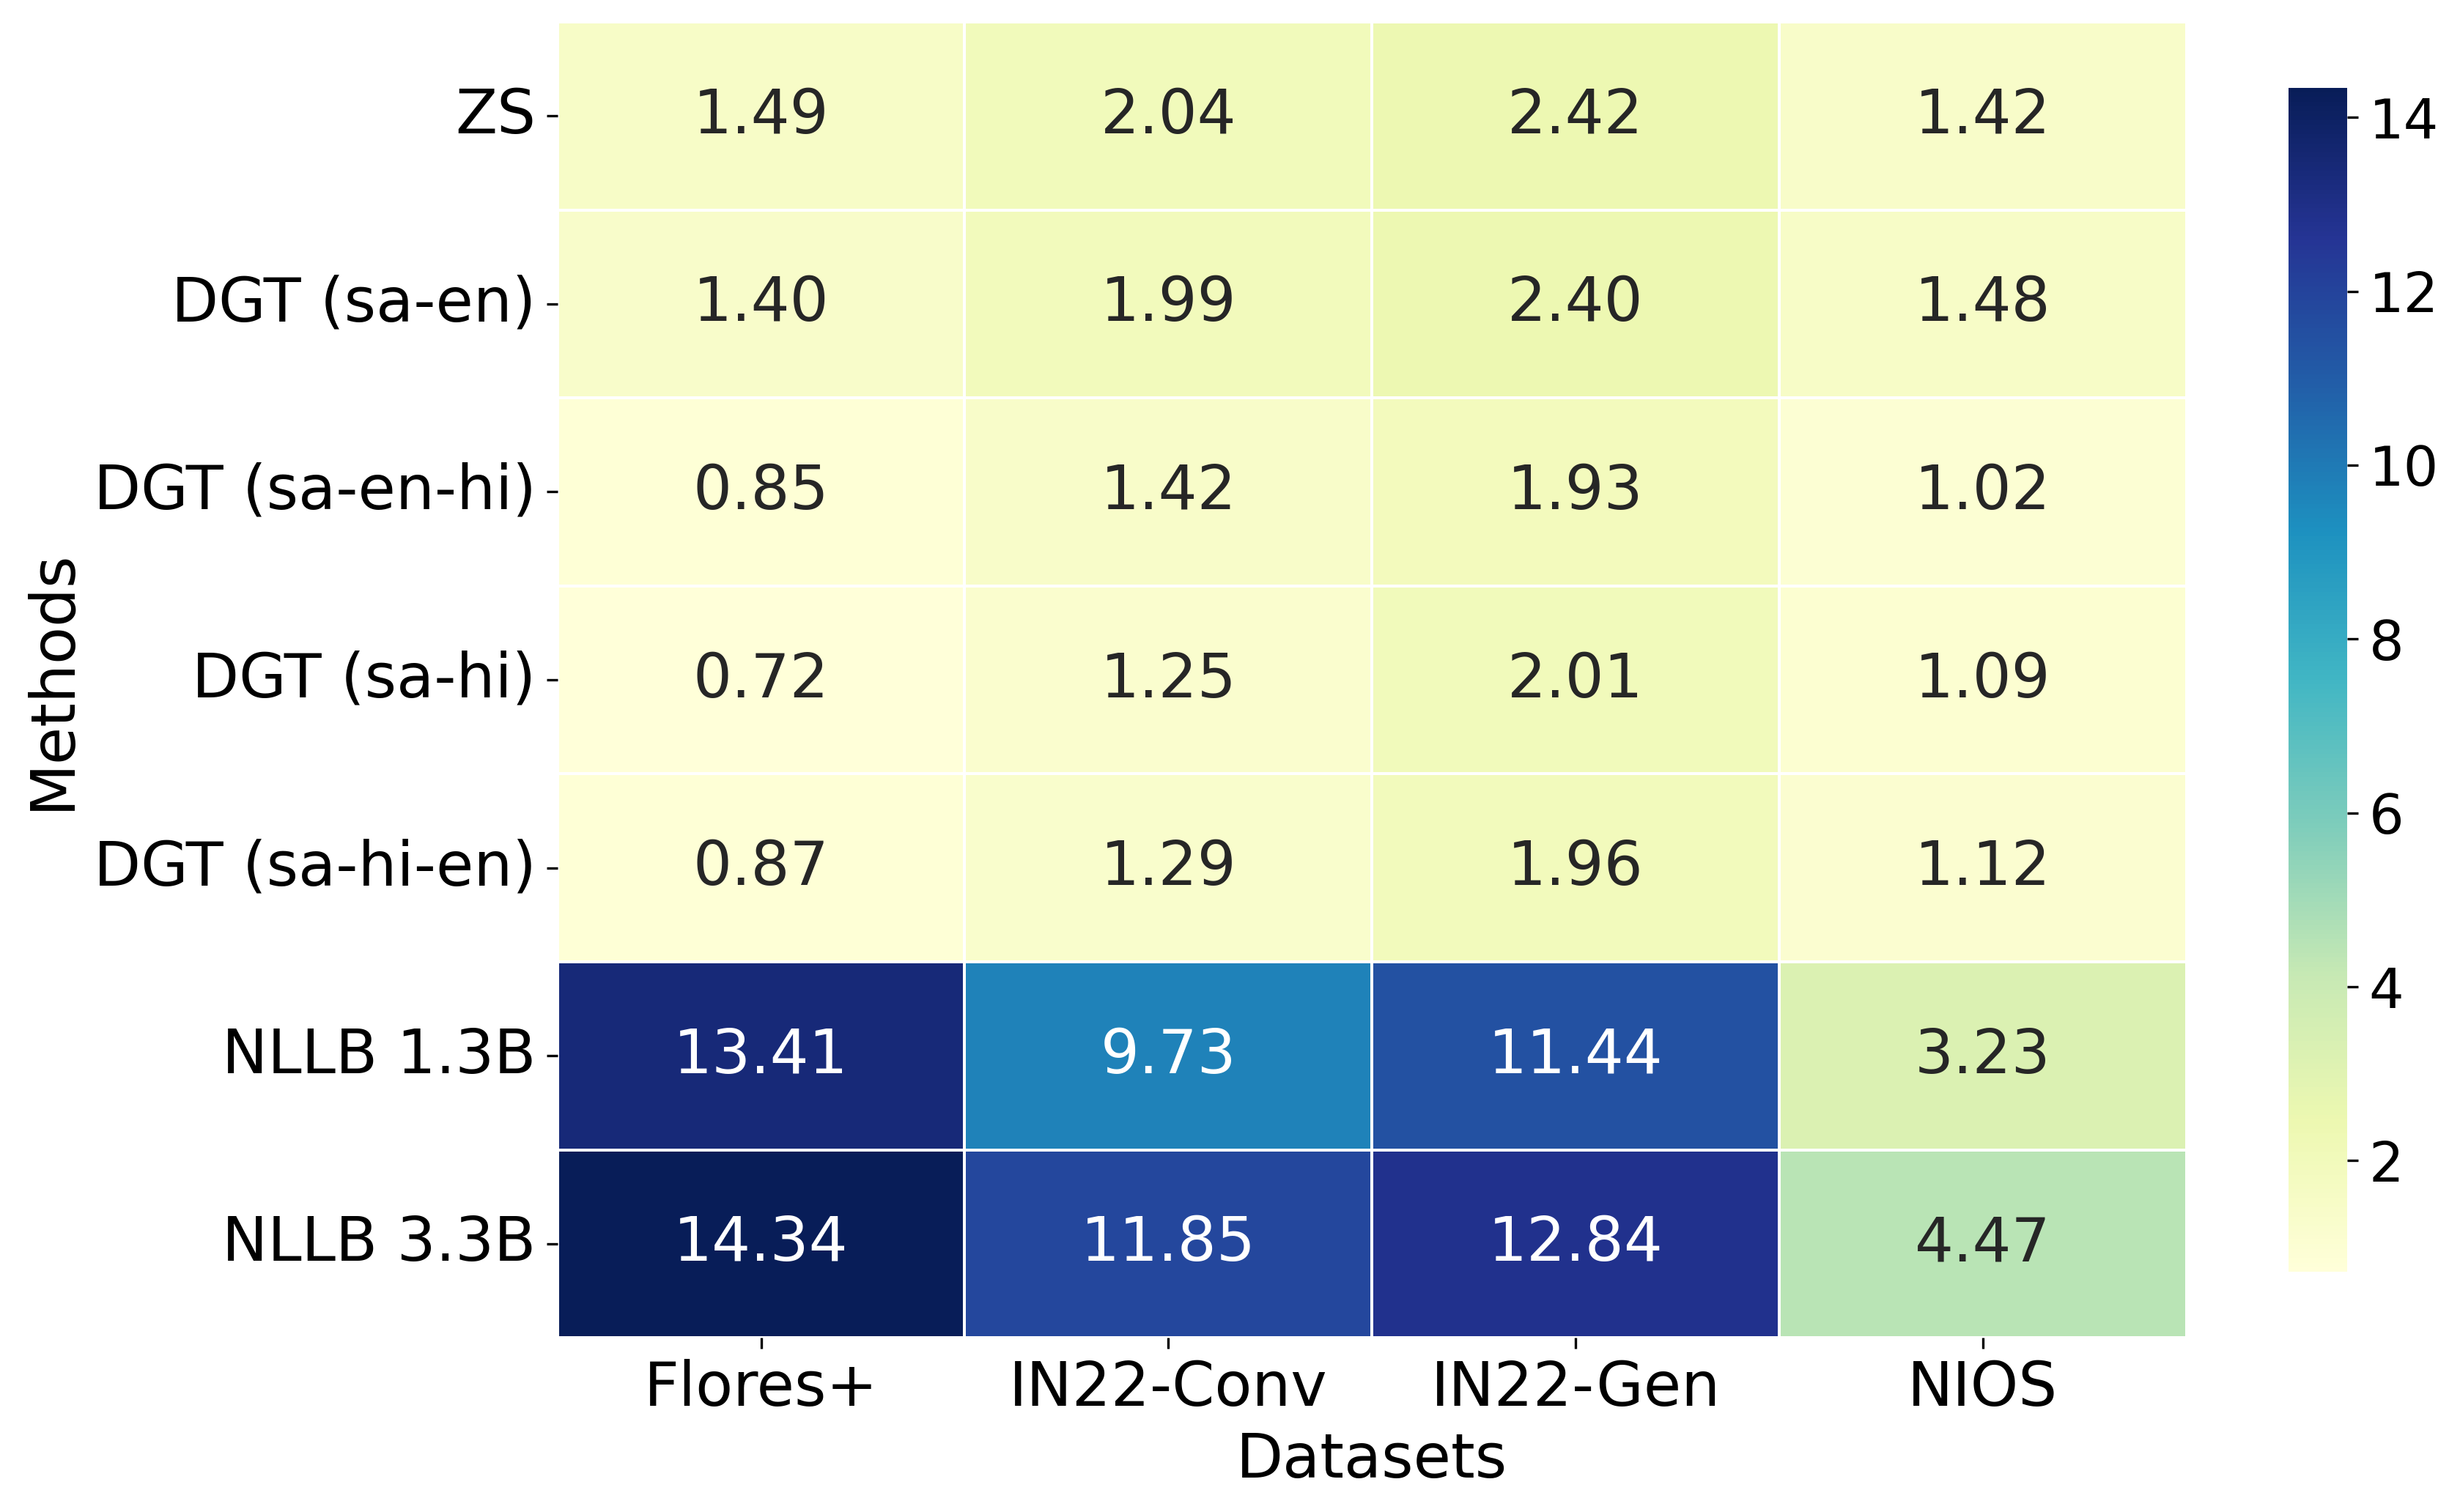 ZS 1.49 2.04 2.42 1.42
DGT (sa-en) 1.40 1.99 2.40 1.48
DGT (sa-en-hi) 0.85 1.42 1.93 1.02
DGT (sa-hi) 0.72 1.25 2.01 1.09
DGT (sa-hi-en) 0.87 1.29 1.96 1.12
NLLB 1.3B 13.41 9.73 11.44 3.23
NLLB 3.3B 14.34 11.85 12.84 4.47
Flores+ IN22-Conv IN22-Gen NIOS
Datasets
Methods
14
12
10
8
6
4
2